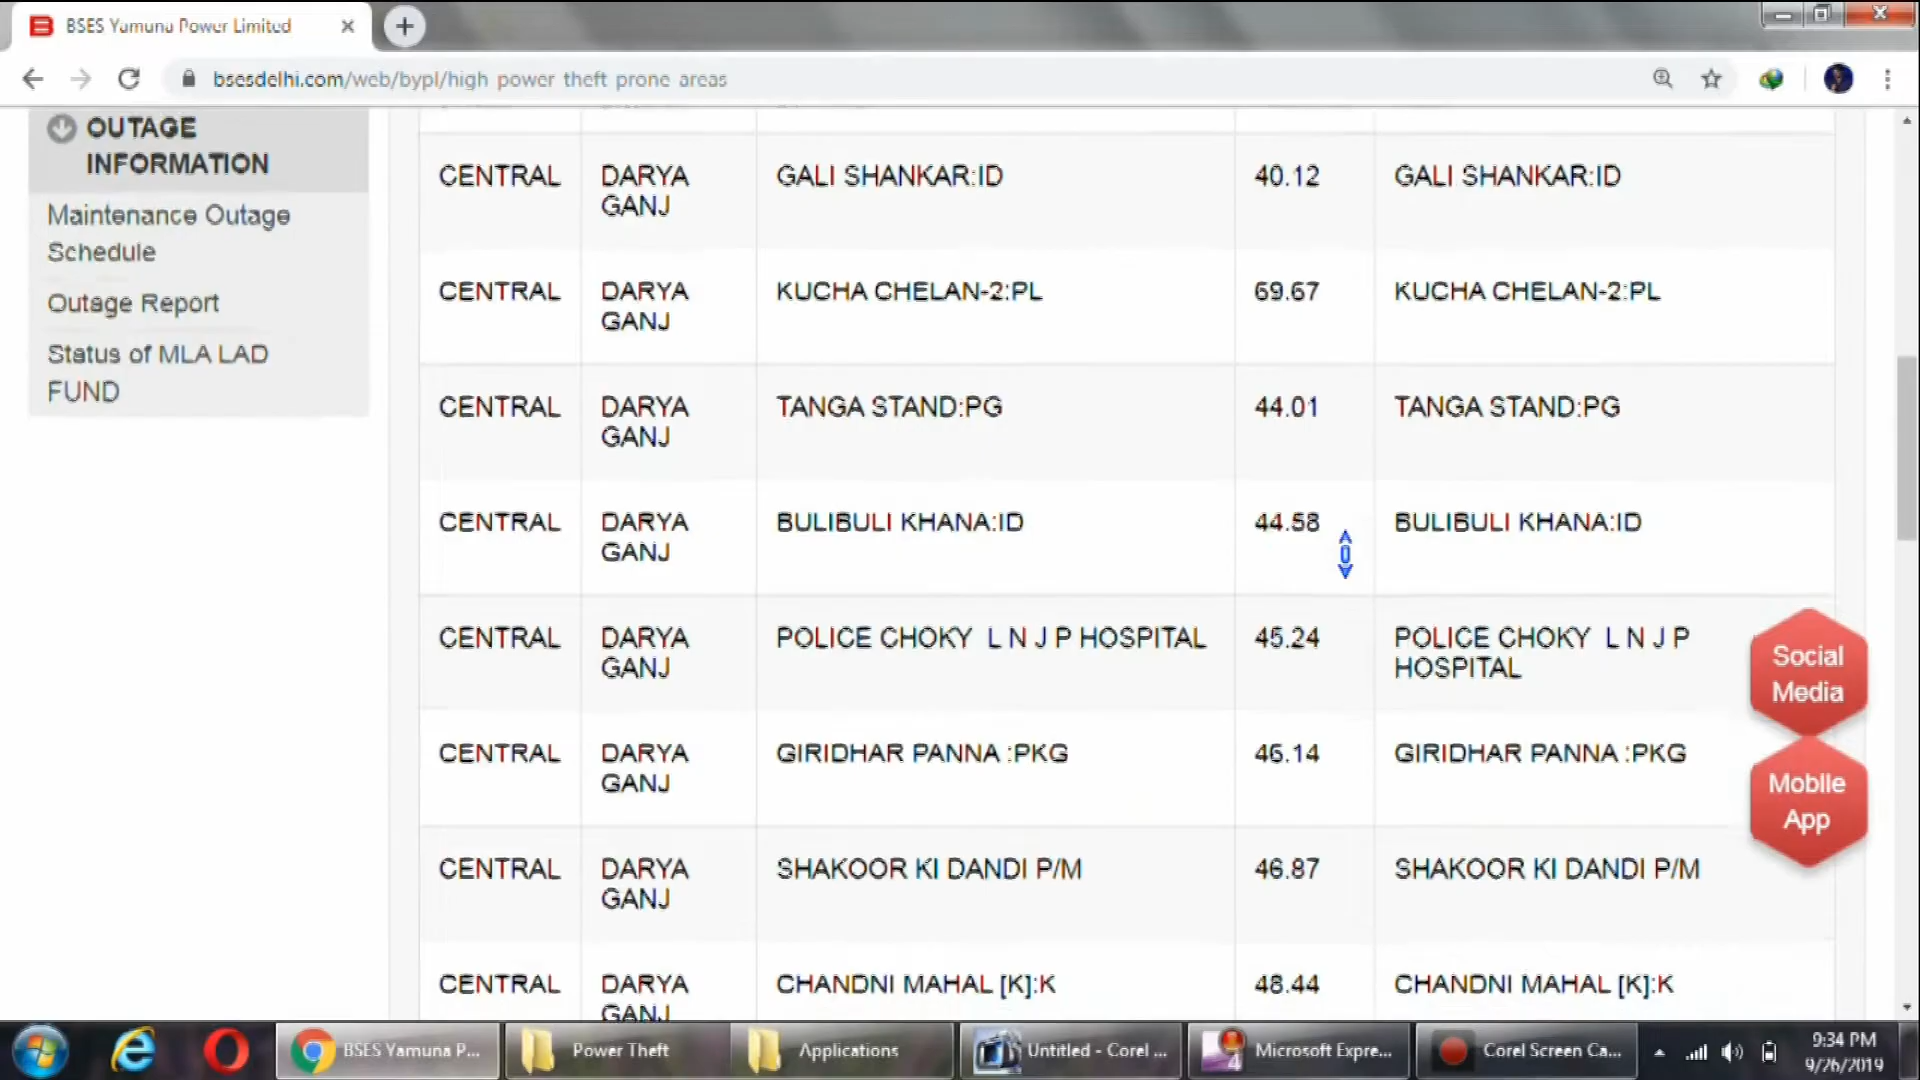 BSES Yamuna Power Limited
bsesdelhi.com/web/bypl/high power theft prone areas
OUTAGE
INFORMATION
Maintenance Outage
Schedule
Outage Report
Status of MLA LAD
FUND
CENTRAL DARYA GALI SHANKAR:ID 40.12 GALI SHANKAR:ID
GANJ
CENTRAL DARYA KUCHA CHELAN-2:PL 69.67 KUCHA CHELAN-2:PL
GANJ
CENTRAL DARYA TANGA STAND:PG 44.01 TANGA STAND:PG
GANJ
CENTRAL DARYA BULIBULI KHANA:ID 44.58 BULIBULI KHANA:ID
GANJ
CENTRAL DARYA POLICE CHOKY L N J P HOSPITAL 45.24 POLICE CHOKY L N J P
GANJ HOSPITAL
CENTRAL DARYA GIRIDHAR PANNA :PKG 46.14 GIRIDHAR PANNA :PKG
GANJ
CENTRAL DARYA SHAKOOR KI DANDI P/M 46.87 SHAKOOR KI DANDI P/M
GANJ
CENTRAL DARYA CHANDNI MAHAL [K]:K 48.44 CHANDNI MAHAL [K]:K
GANJ
Social
Media
Mobile
App
BSES Yamuna P... Power Theft Applications Untitled - Corel ... Microsoft Expre... Corel Screen Ca...
9:34 PM
9/26/2019